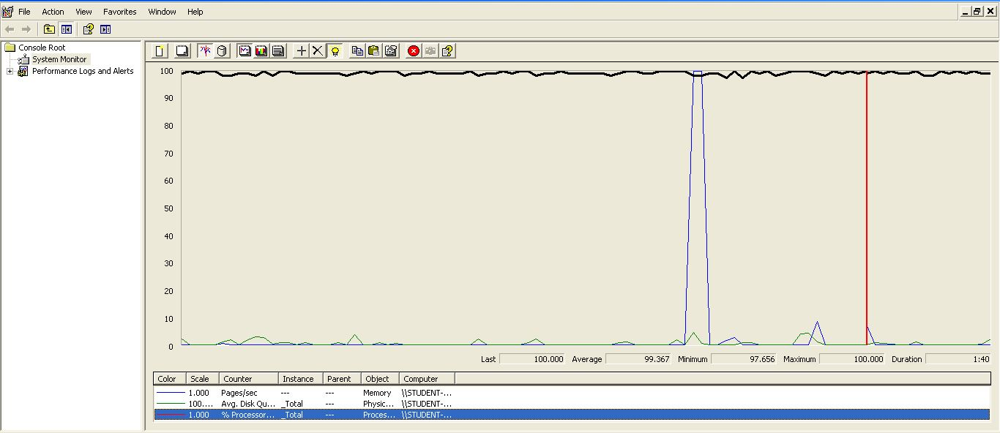 File Action View Favorites Window Help
Console Root
System Monitor
Performance Logs and Alerts
100
90
80
70
60
50
40
30
20
10
0
Last 100.000 Average 99.367 Minimum 97.656 Maximum 100.000 Duration 1:40
Color Scale Counter Instance Parent Object Computer
1.000 Pages/sec --- --- Memory \\STUDENT-...
100.... Avg. Disk Qu... _Total --- Physic... \\STUDENT-...
1.000 % Processor... _Total --- Proces... \\STUDENT-...